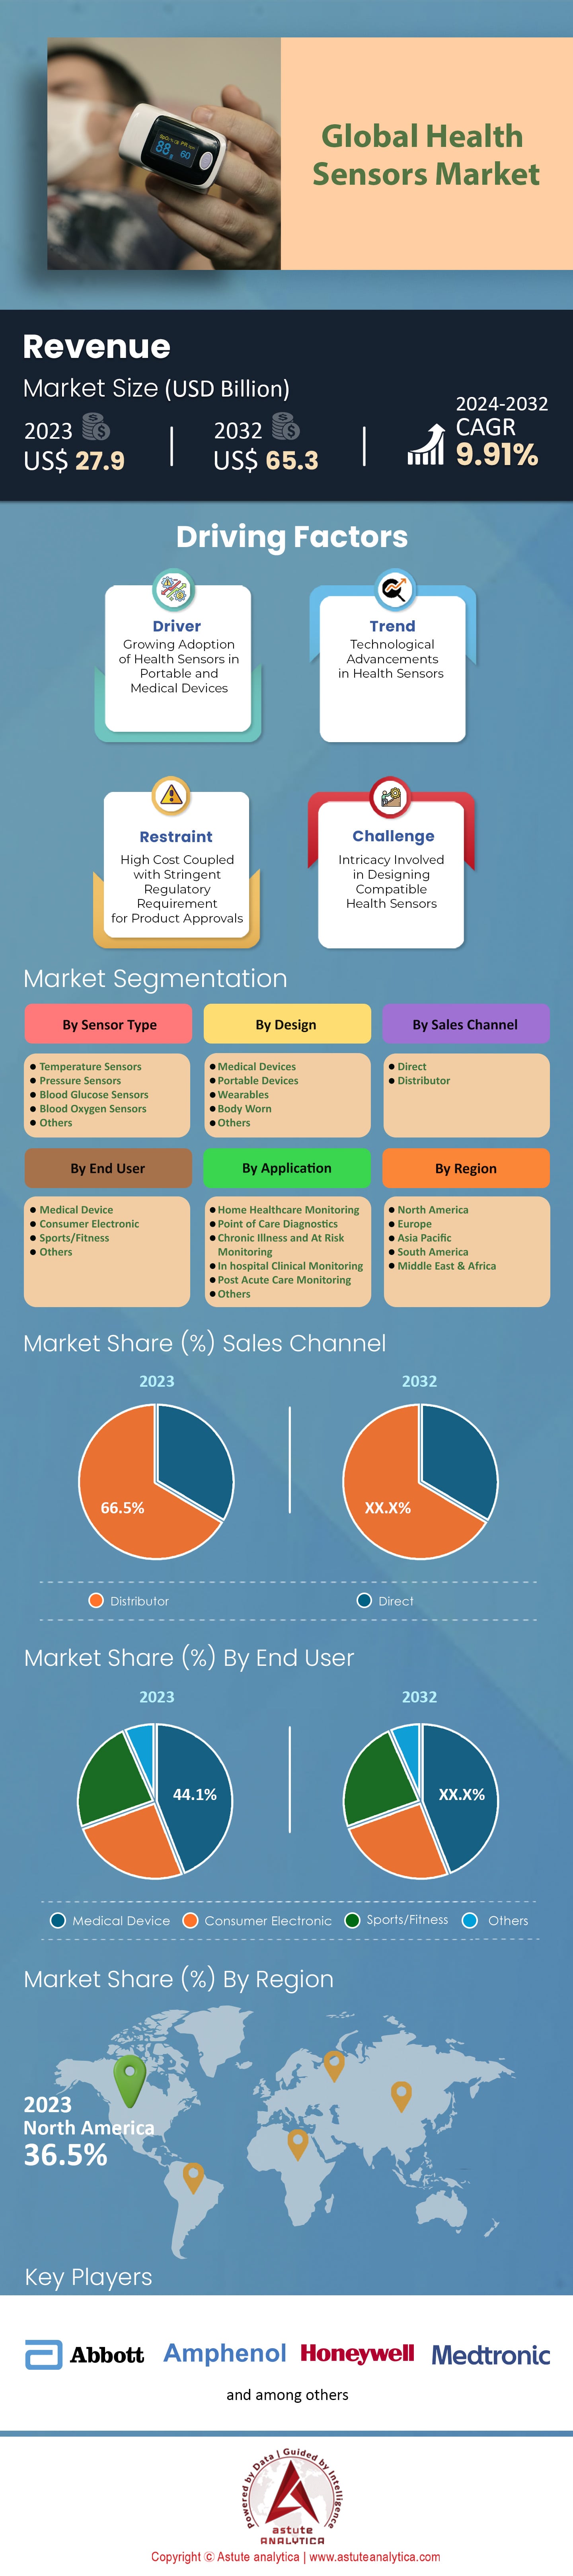 SpO₂% PR bpm
88% 60
Global Health
Sensors Market
Revenue
Market Size (USD Billion)
2023
US$ 27.9
2032
US$ 65.3
2024-2032
CAGR
9.91%
Driving Factors
Driver
Growing Adoption
of Health Sensors in
Portable and
Medical Devices
Trend
Technological
Advancements
in Health Sensors
Restraint
High Cost Coupled
with Stringent
Regulatory
Requirement
for Product Approvals
Challenge
Intricacy Involved
in Designing
Compatible
Health Sensors
Market Segmentation
By Sensor Type
Temperature Sensors
Pressure Sensors
Blood Glucose Sensors
Blood Oxygen Sensors
Others
By Design
Medical Devices
Portable Devices
Wearables
Body Worn
Others
By Sales Channel
Direct
Distributor
By End User
Medical Device
Consumer Electronic
Sports/Fitness
Others
By Application
Home Healthcare Monitoring
Point of Care Diagnostics
Chronic Illness and At Risk
Monitoring
In hospital Clinical Monitoring
Post Acute Care Monitoring
Others
By Region
North America
Europe
Asia Pacific
South America
Middle East & Africa
Market Share (%) Sales Channel
2023
66.5%
2032
XX.X%
Distributor
Direct
Market Share (%) By End User
2023
44.1%
2032
XX.X%
Medical Device
Consumer Electronic
Sports/Fitness
Others
Market Share (%) By Region
2023
North America
36.5%
Key Players
Abbott
Amphenol
Honeywell
Medtronic
and among others
Powered by Data | Guided by Intelligence
astute
ANALYTICA
Copyright © Astute analytica | www.astuteanalytica.com